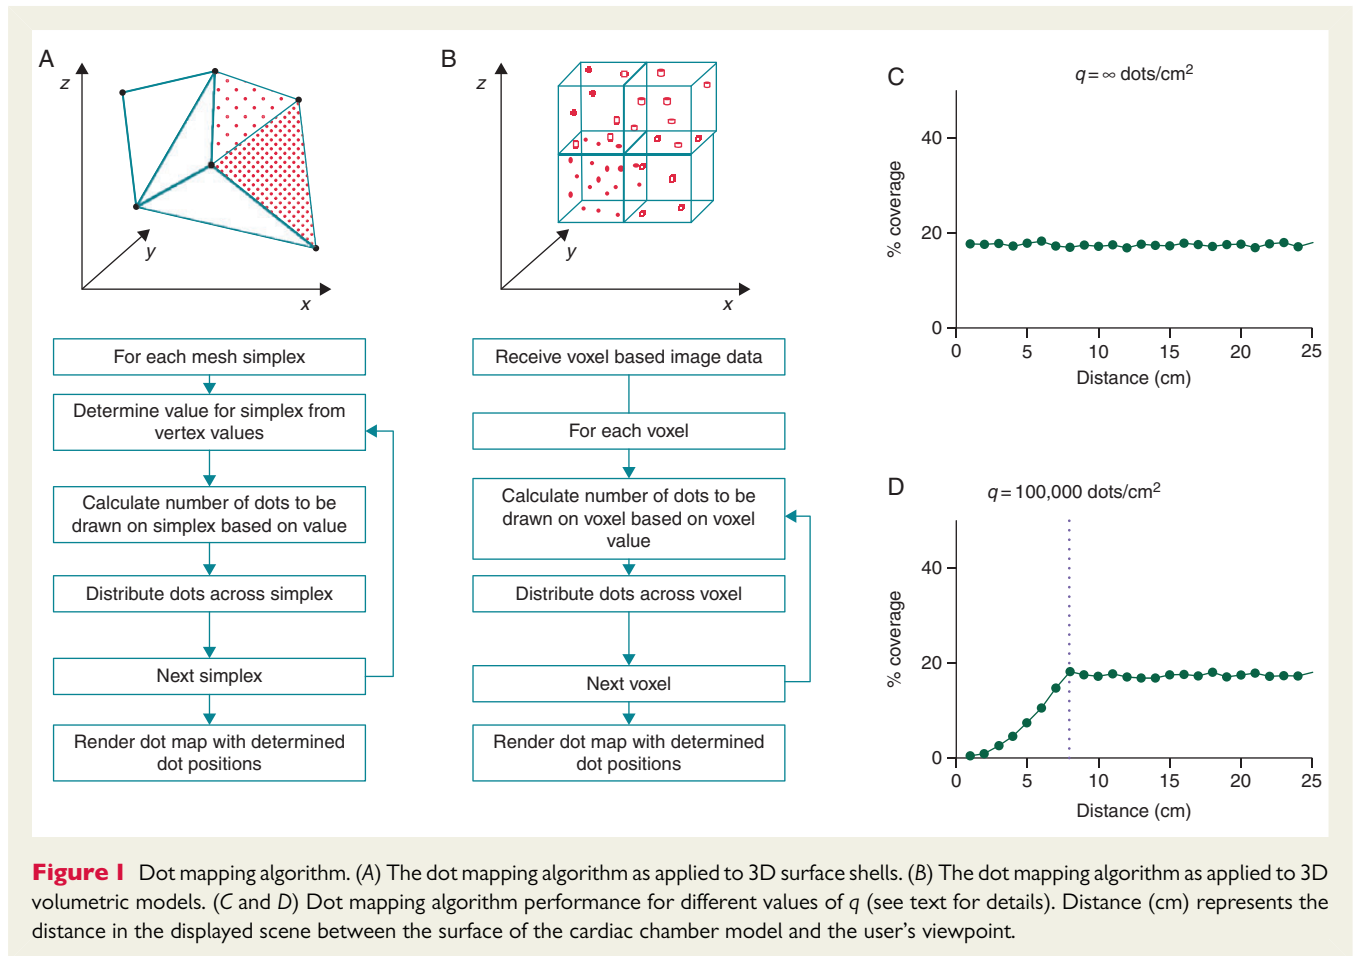 A
z
y
x
For each mesh simplex
Determine value for simplex from
vertex values
Calculate number of dots to be
drawn on simplex based on value
Distribute dots across simplex
Next simplex
Render dot map with determined
dot positions
B
z
y
x
Receive voxel based image data
For each voxel
Calculate number of dots to be
drawn on voxel based on voxel
value
Distribute dots across voxel
Next voxel
Render dot map with determined
dot positions
C
q = ∞ dots/cm²
% coverage
40
20
0
0 5 10 15 20 25
Distance (cm)
D
q = 100,000 dots/cm²
% coverage
40
20
0
0 5 10 15 20 25
Distance (cm)
Figure 1 Dot mapping algorithm. (A) The dot mapping algorithm as applied to 3D surface shells. (B) The dot mapping algorithm as applied to 3D
volumetric models. (C and D) Dot mapping algorithm performance for different values of q (see text for details). Distance (cm) represents the
distance in the displayed scene between the surface of the cardiac chamber model and the user’s viewpoint.